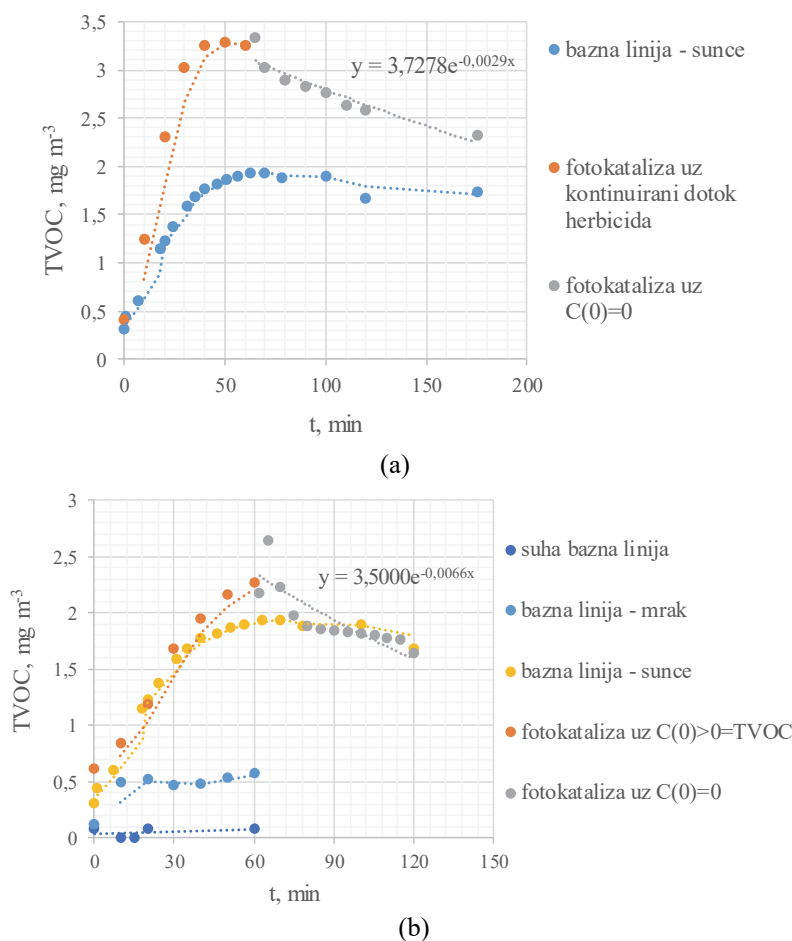 3,5
3
2,5
2
1,5
1
0,5
0
TVOC, mg m-3
y = 3,7278e-0,0029x
0 50 100 150 200
t, min
bazna linija - sunce
fotokataliza uz
kontinuirani dotok
herbicida
fotokataliza uz
C(0)=0
(a)
3
2,5
2
1,5
1
0,5
0
TVOC, mg m-3
y = 3,5000e-0,0066x
0 30 60 90 120 150
t, min
suha bazna linija
bazna linija - mrak
bazna linija - sunce
fotokataliza uz C(0)>0=TVOC
fotokataliza uz C(0)=0
(b)